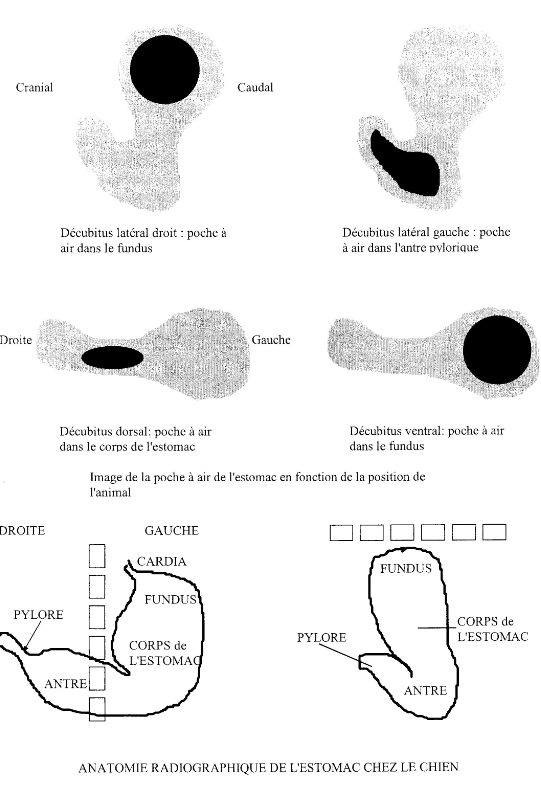 Cranial
Caudal
Décubitus latéral droit : poche à
air dans le fundus
Décubitus latéral gauche : poche
à air dans l'antre pylorique
Droite
Gauche
Décubitus dorsal: poche à air
dans le corps de l'estomac
Décubitus ventral: poche à air
dans le fundus
Image de la poche à air de l'estomac en fonction de la position de
l'animal
DROITE
GAUCHE
CARDIA
FUNDUS
PYLORE
CORPS de
L'ESTOMAC
ANTRE
FUNDUS
PYLORE
CORPS de
L'ESTOMAC
ANTRE
ANATOMIE RADIOGRAPHIQUE DE L'ESTOMAC CHEZ LE CHIEN